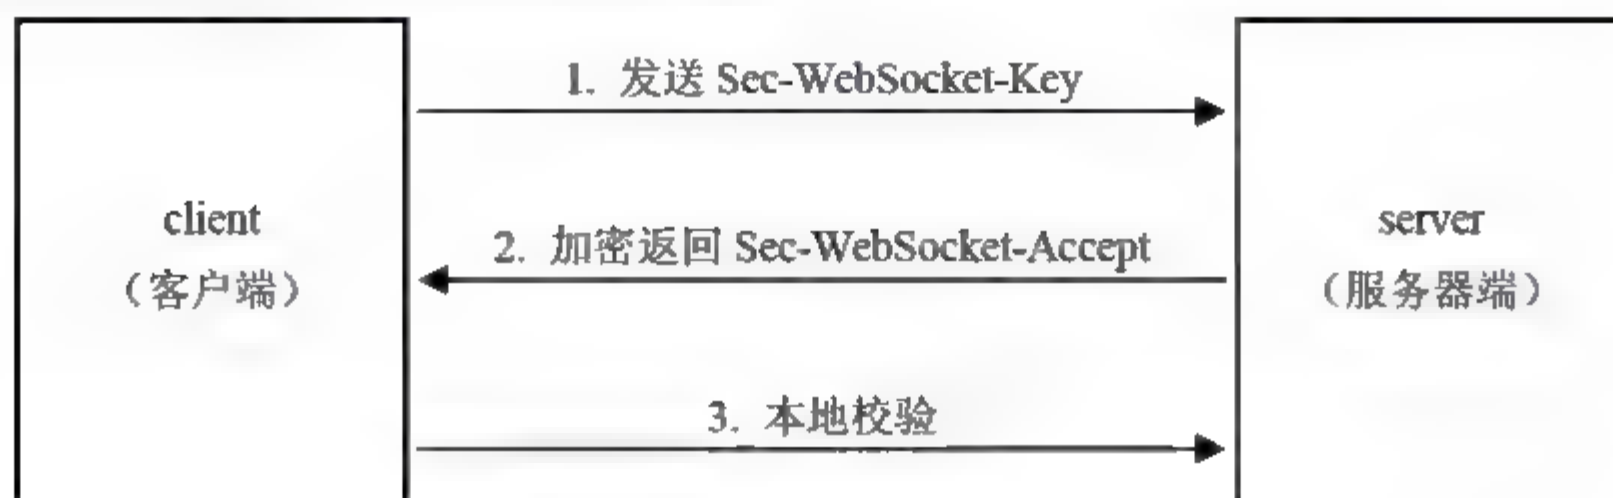 1. 发送 Sec-WebSocket-Key
client
（客户端）
2. 加密返回 Sec-WebSocket-Accept
server
（服务器端）
3. 本地校验